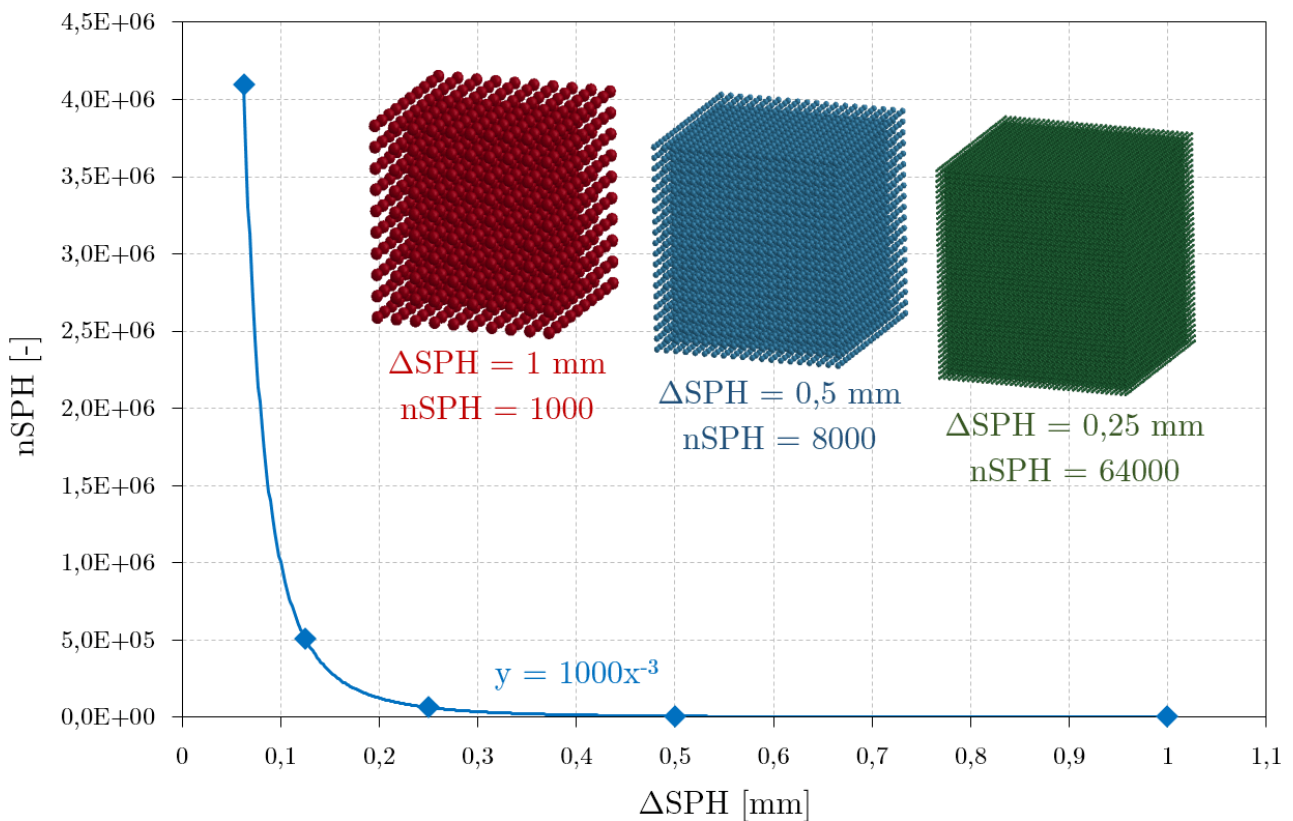 4,5E+06
4,0E+06
3,5E+06
3,0E+06
2,5E+06
2,0E+06
1,5E+06
1,0E+06
5,0E+05
0,0E+00
nSPH [-]
ΔSPH = 1 mm
nSPH = 1000
ΔSPH = 0,5 mm
nSPH = 8000
ΔSPH = 0,25 mm
nSPH = 64000
y = 1000x⁻³
0 0,1 0,2 0,3 0,4 0,5 0,6 0,7 0,8 0,9 1 1,1
ΔSPH [mm]